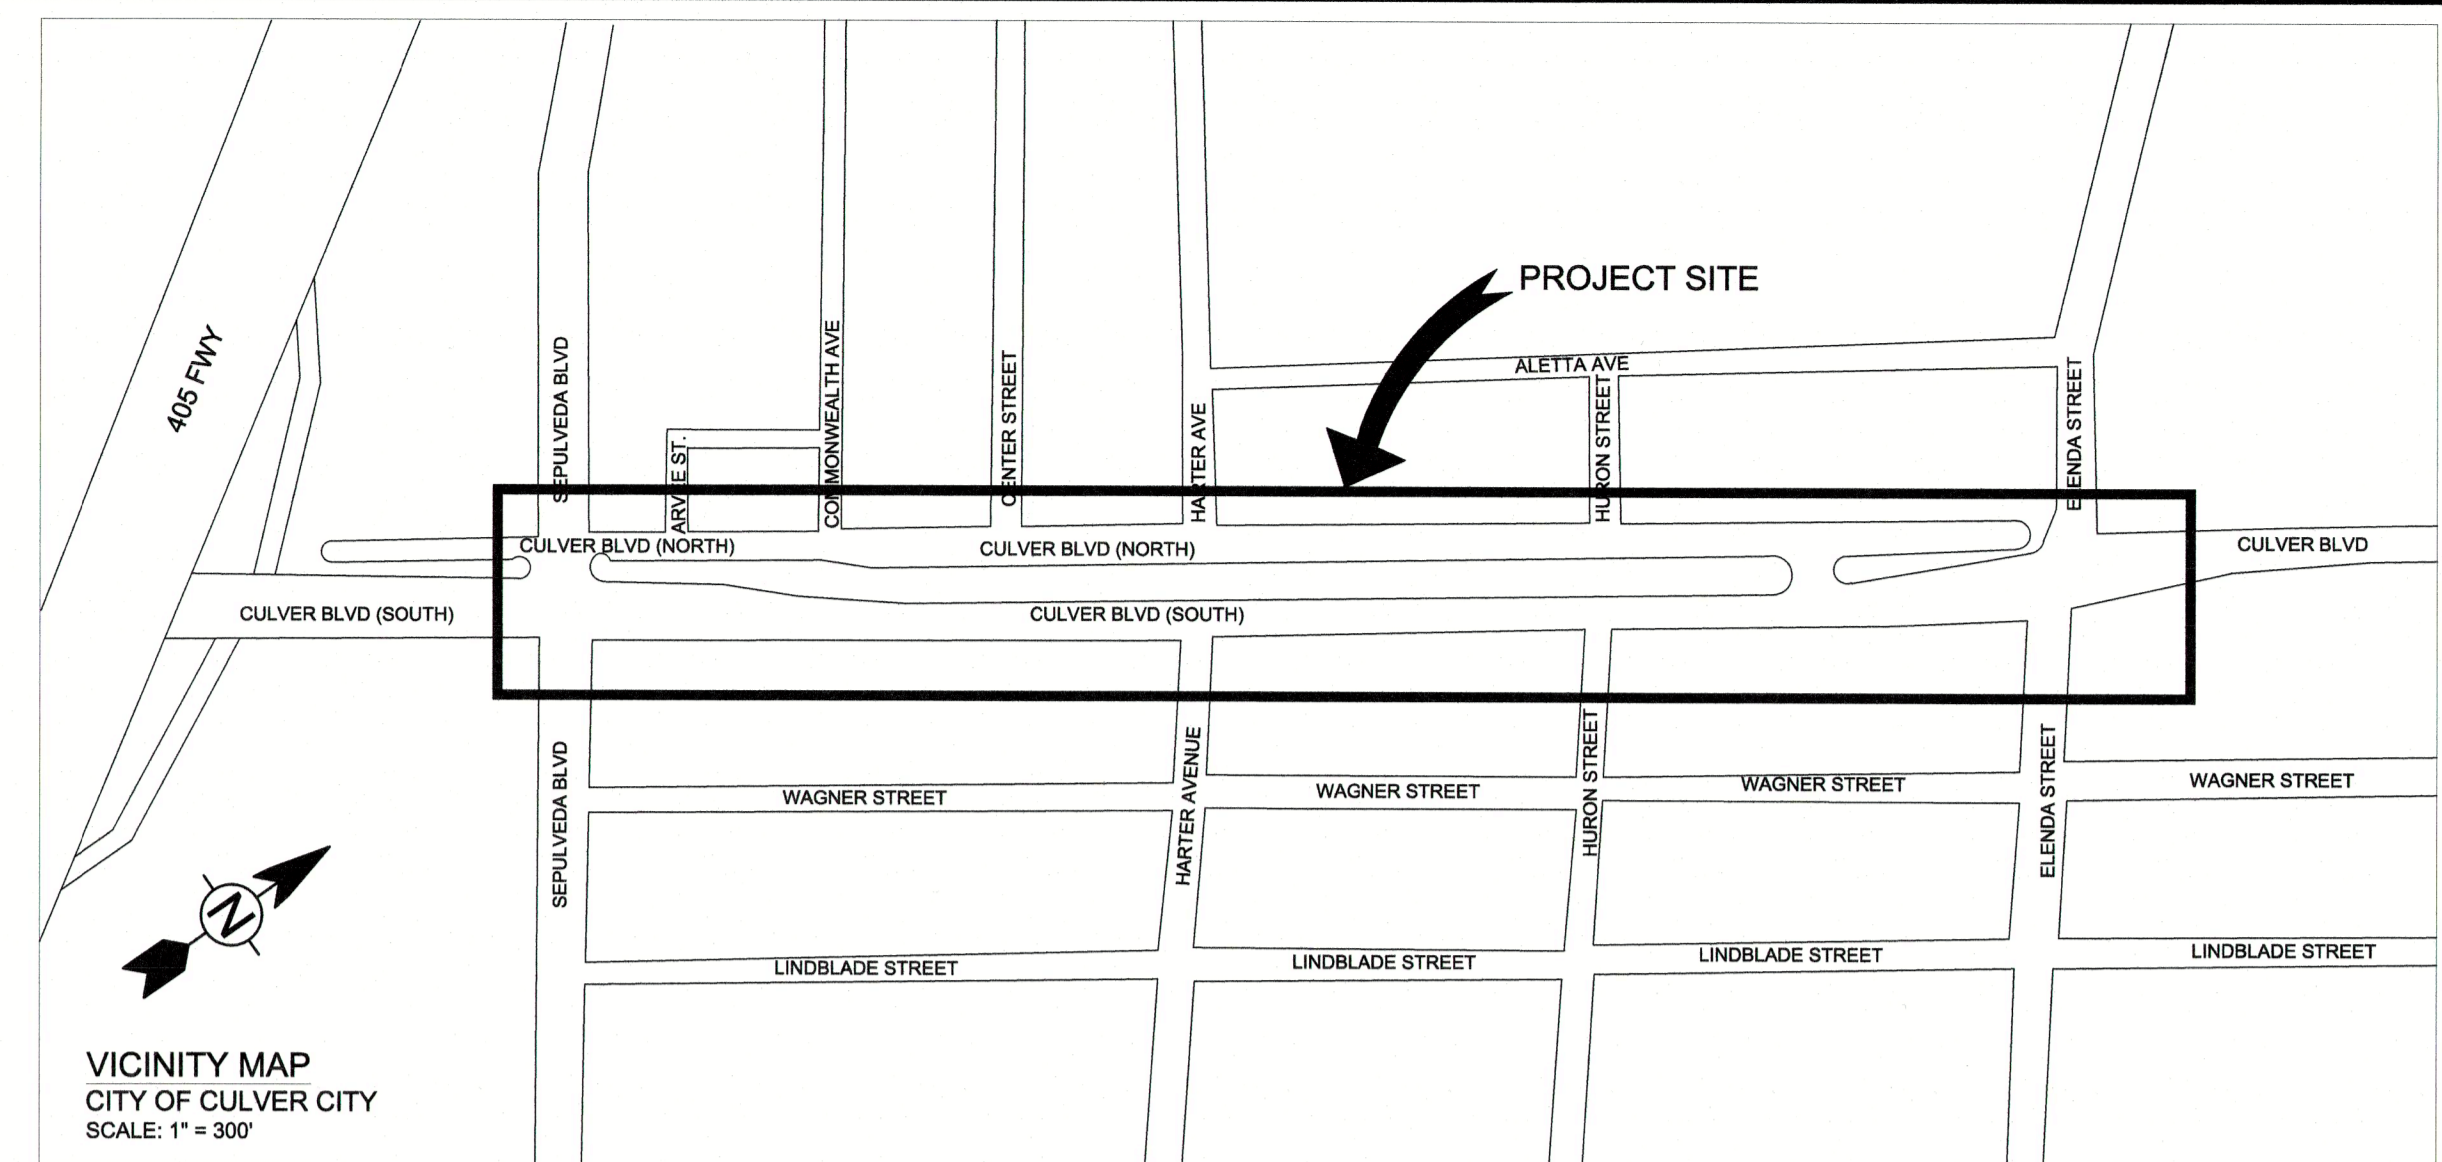 PROJECT SITE
405 FWY
SEPULVEDA BLVD
ARVEE ST.
COMMONWEALTH AVE
CENTER STREET
HARTER AVE
ALETTA AVE
HURON STREET
ELENDA STREET
CULVER BLVD (NORTH)
CULVER BLVD (NORTH)
CULVER BLVD
CULVER BLVD (SOUTH)
CULVER BLVD (SOUTH)
SEPULVEDA BLVD
HARTER AVENUE
HURON STREET
ELENDA STREET
WAGNER STREET
WAGNER STREET
WAGNER STREET
WAGNER STREET
LINDBLADE STREET
LINDBLADE STREET
LINDBLADE STREET
LINDBLADE STREET
N
VICINITY MAP
CITY OF CULVER CITY
SCALE: 1" = 300'